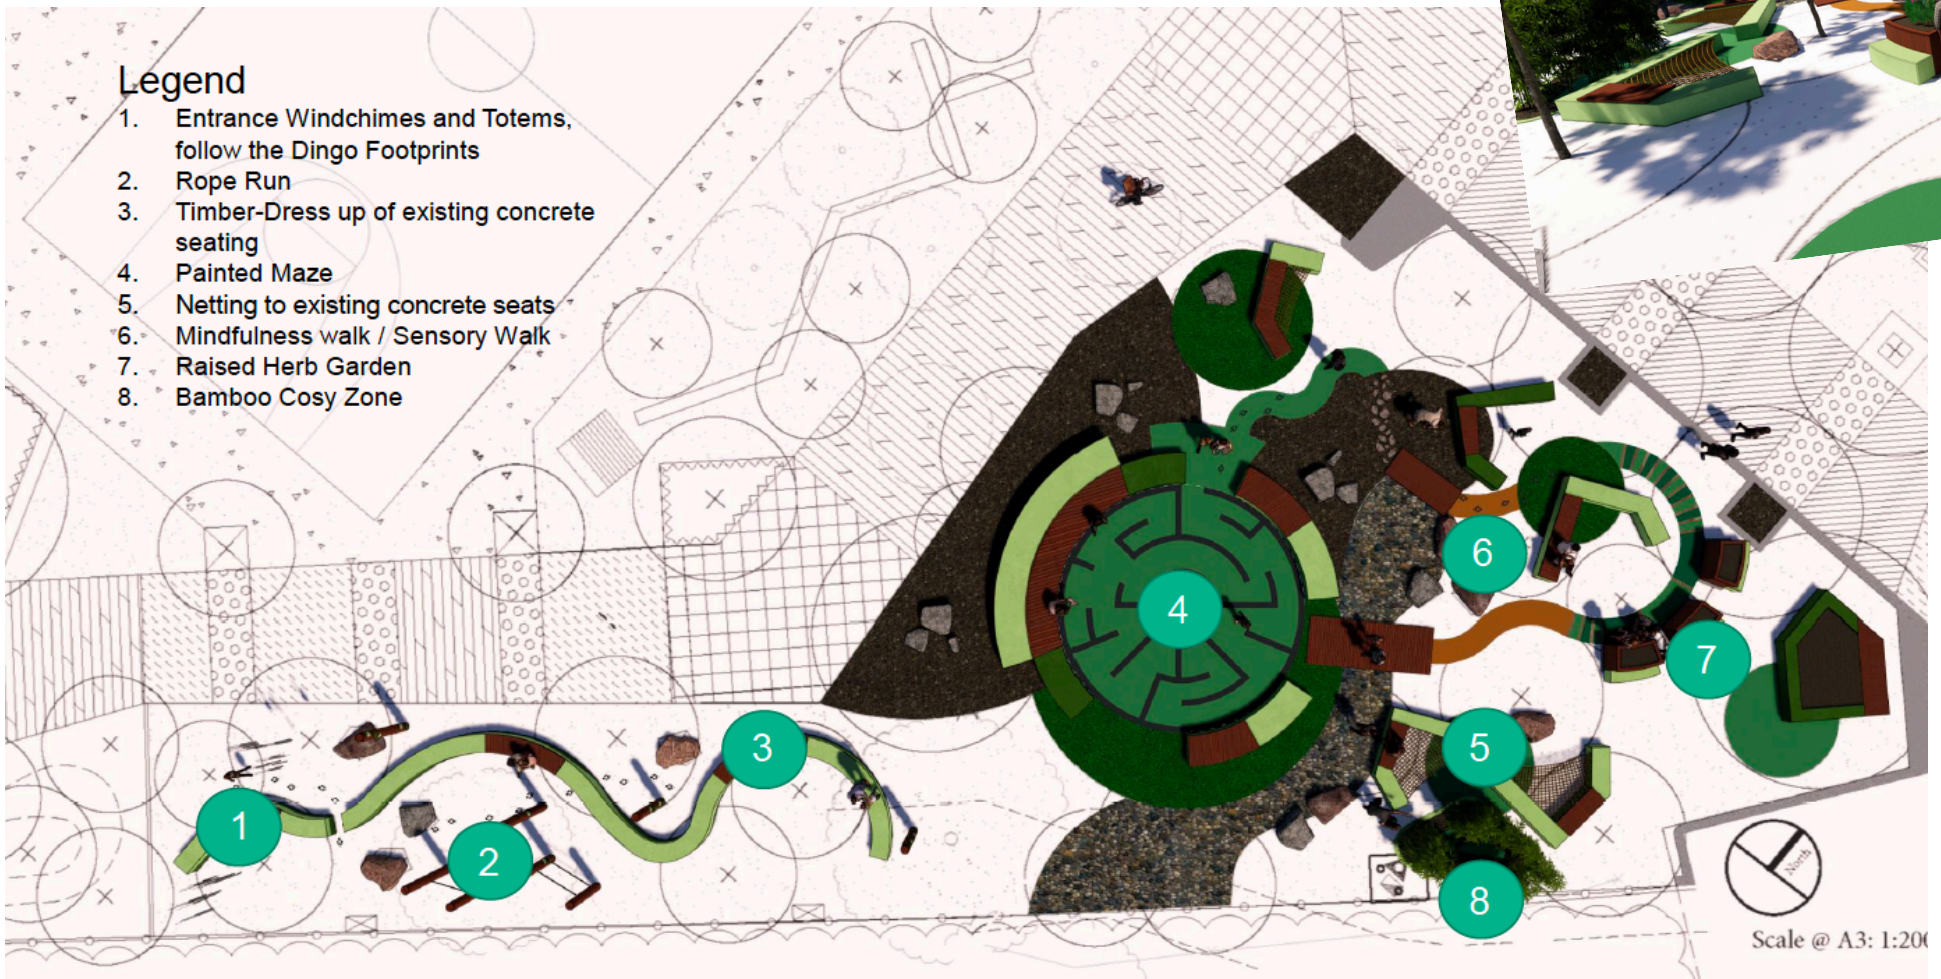 Legend
1. Entrance Windchimes and Totems,
follow the Dingo Footprints
2. Rope Run
3. Timber-Dress up of existing concrete
seating
4. Painted Maze
5. Netting to existing concrete seats
6. Mindfulness walk / Sensory Walk
7. Raised Herb Garden
8. Bamboo Cosy Zone
4
6
7
3
5
1
2
8
North
Scale @ A3: 1:200